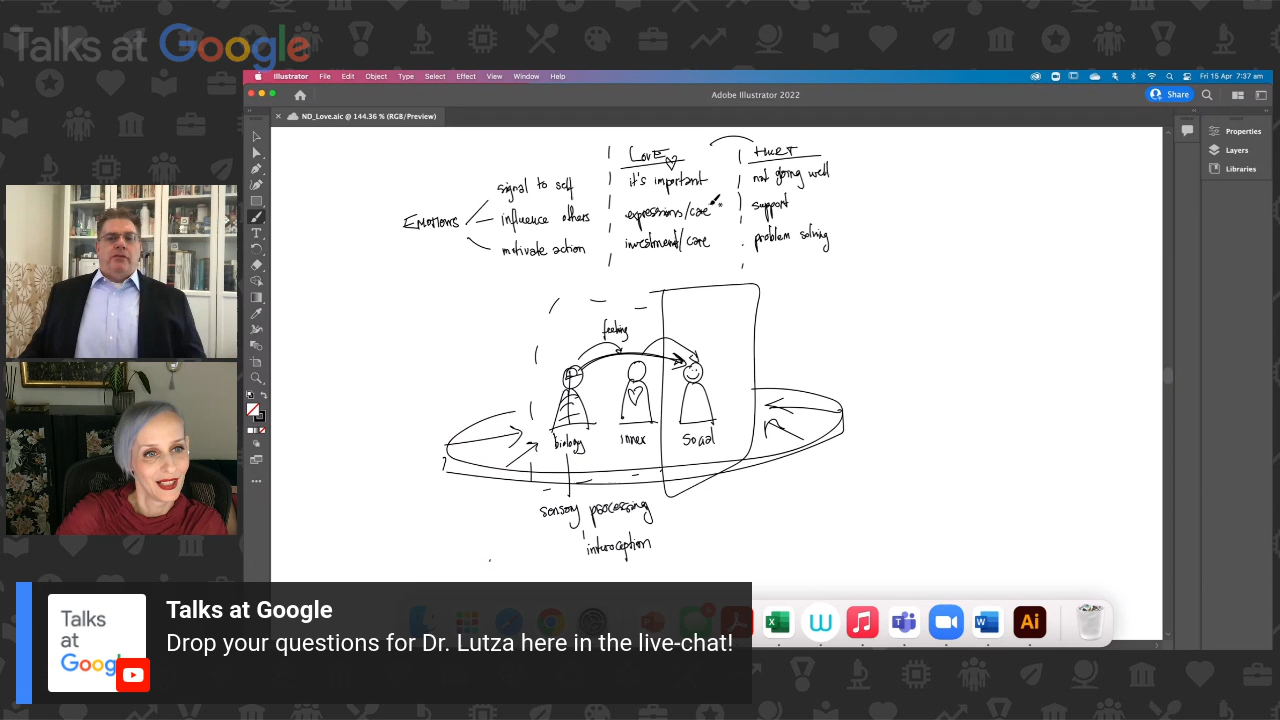 Talks at Google
Illustrator File Edit Object Type Select Effect View Window Help
Fri 15 Apr 7:37 am
Adobe Illustrator 2022
Share
ND_Love.aic @ 144.36 % (RGB/Preview)
Properties
Layers
Libraries
LOVE
HURT
EMOTIONS
signal to self
it's important
not going well
influence others
expressions/care
support
motivate action
investment/care
problem solving
feeling
biology
inner
social
sensory processing
interoception
Talks
at
Google
Talks at Google
Drop your questions for Dr. Lutza here in the live-chat!
W
W
Ai